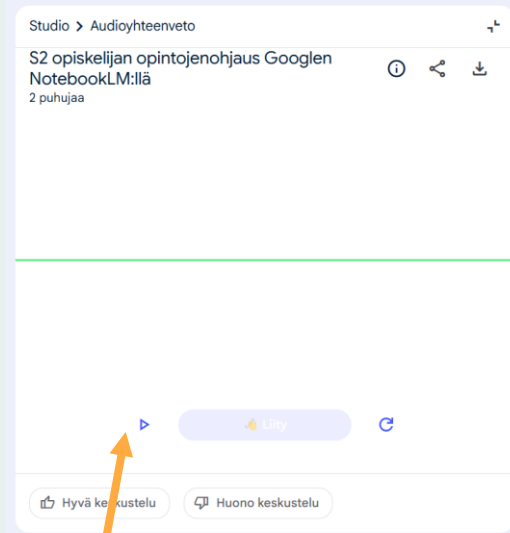 Studio > Audioyhteenveto
S2 opiskelijan opintojenohjaus Googlen
NotebookLM:llä
2 puhujaa
👋 Liity
Hyvä keskustelu
Huono keskustelu